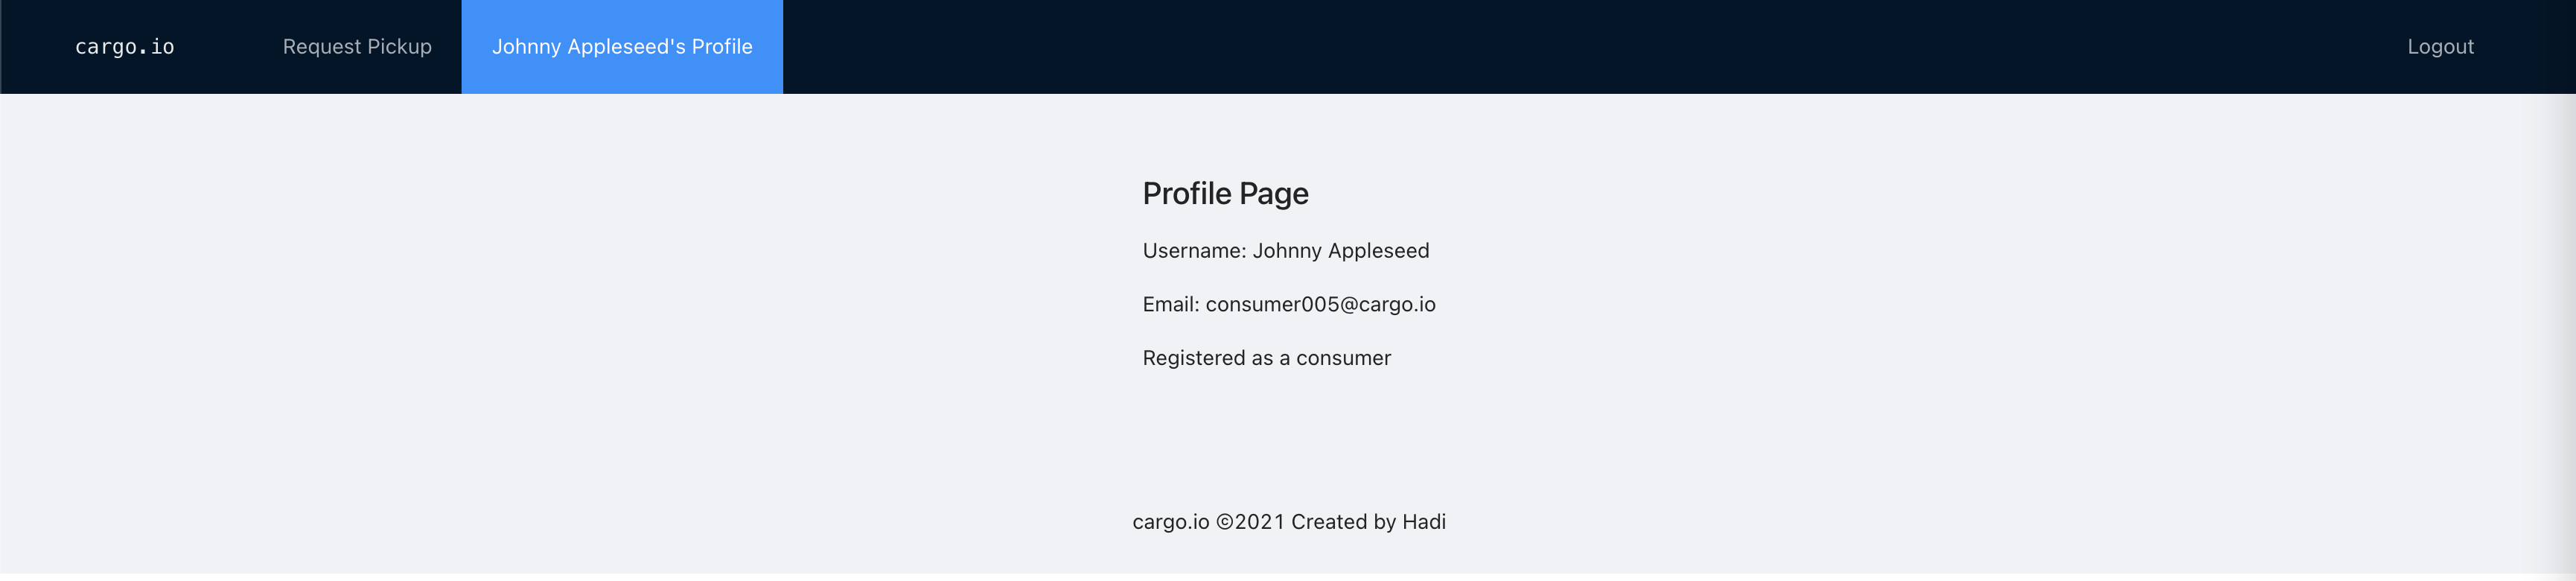 cargo.io Request Pickup Johnny Appleseed's Profile Logout
Profile Page
Username: Johnny Appleseed
Email: consumer005@cargo.io
Registered as a consumer
cargo.io ©2021 Created by Hadi